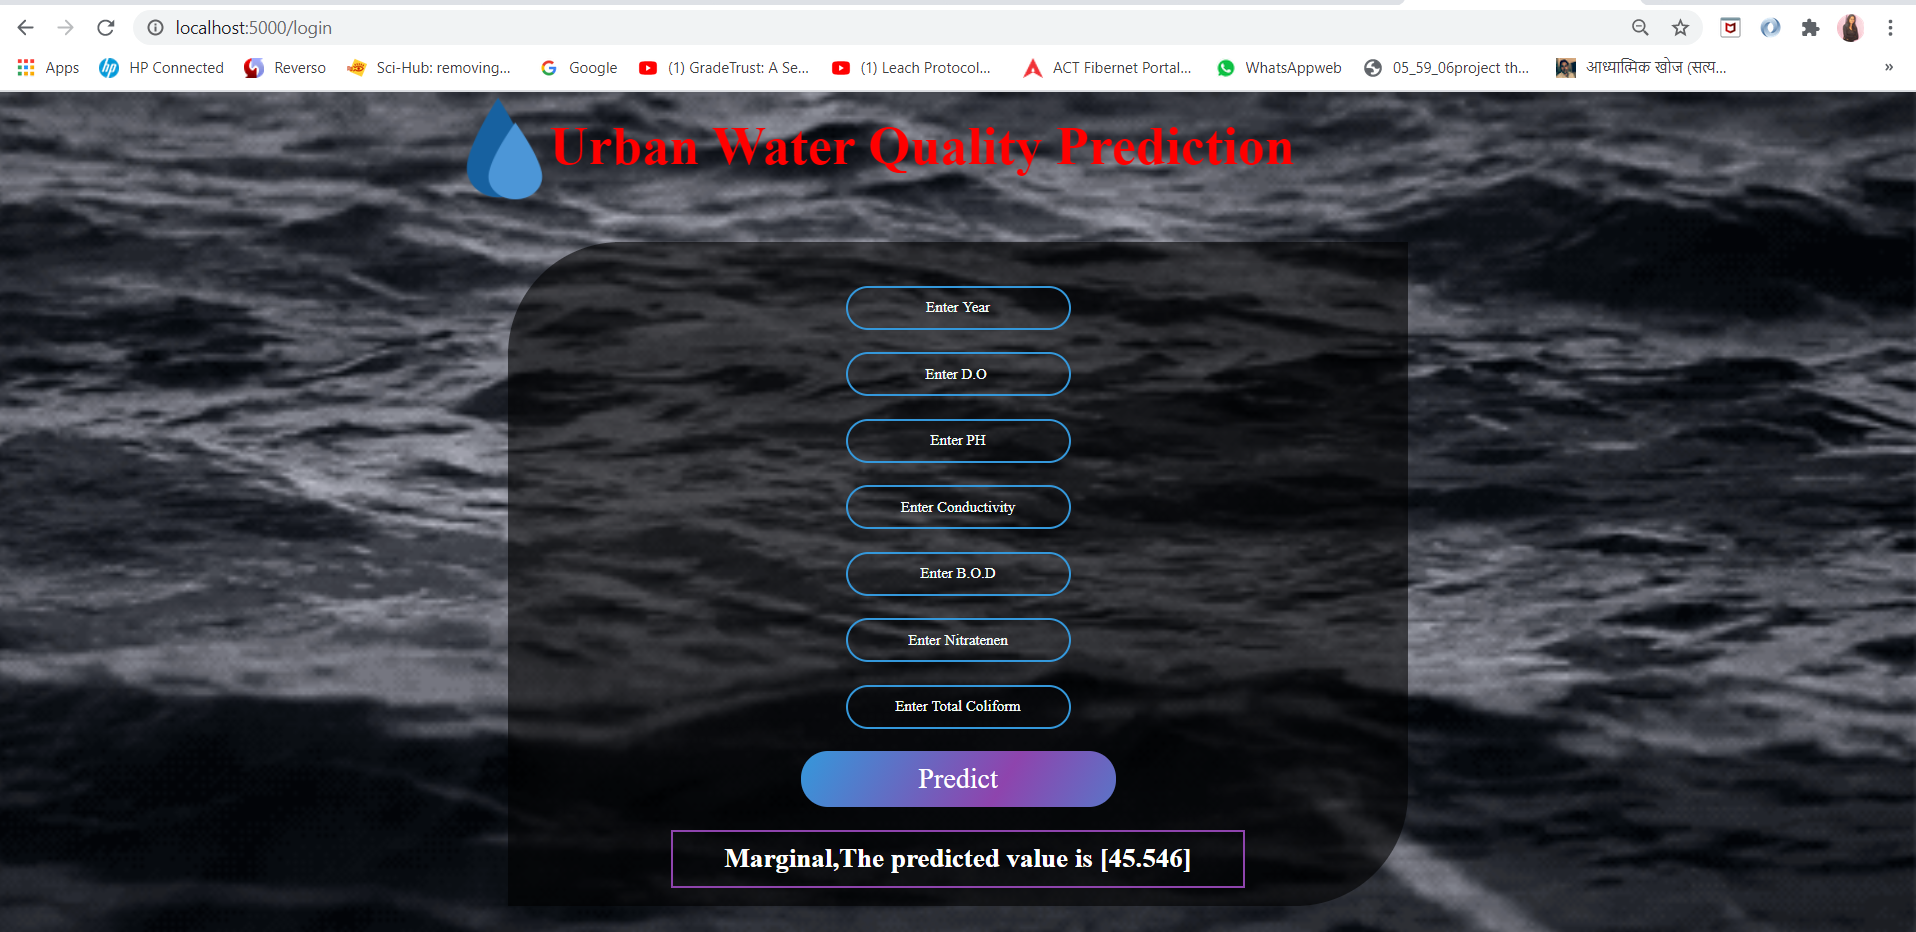 localhost:5000/login
Apps HP Connected Reverso Sci-Hub: removing... Google (1) GradeTrust: A Se... (1) Leach Protocol... ACT Fibernet Portal... WhatsAppweb 05_59_06project th... आध्यात्मिक खोज (सत्य... »
Urban Water Quality Prediction
Enter Year
Enter D.O
Enter PH
Enter Conductivity
Enter B.O.D
Enter Nitratenen
Enter Total Coliform
Predict
Marginal,The predicted value is [45.546]